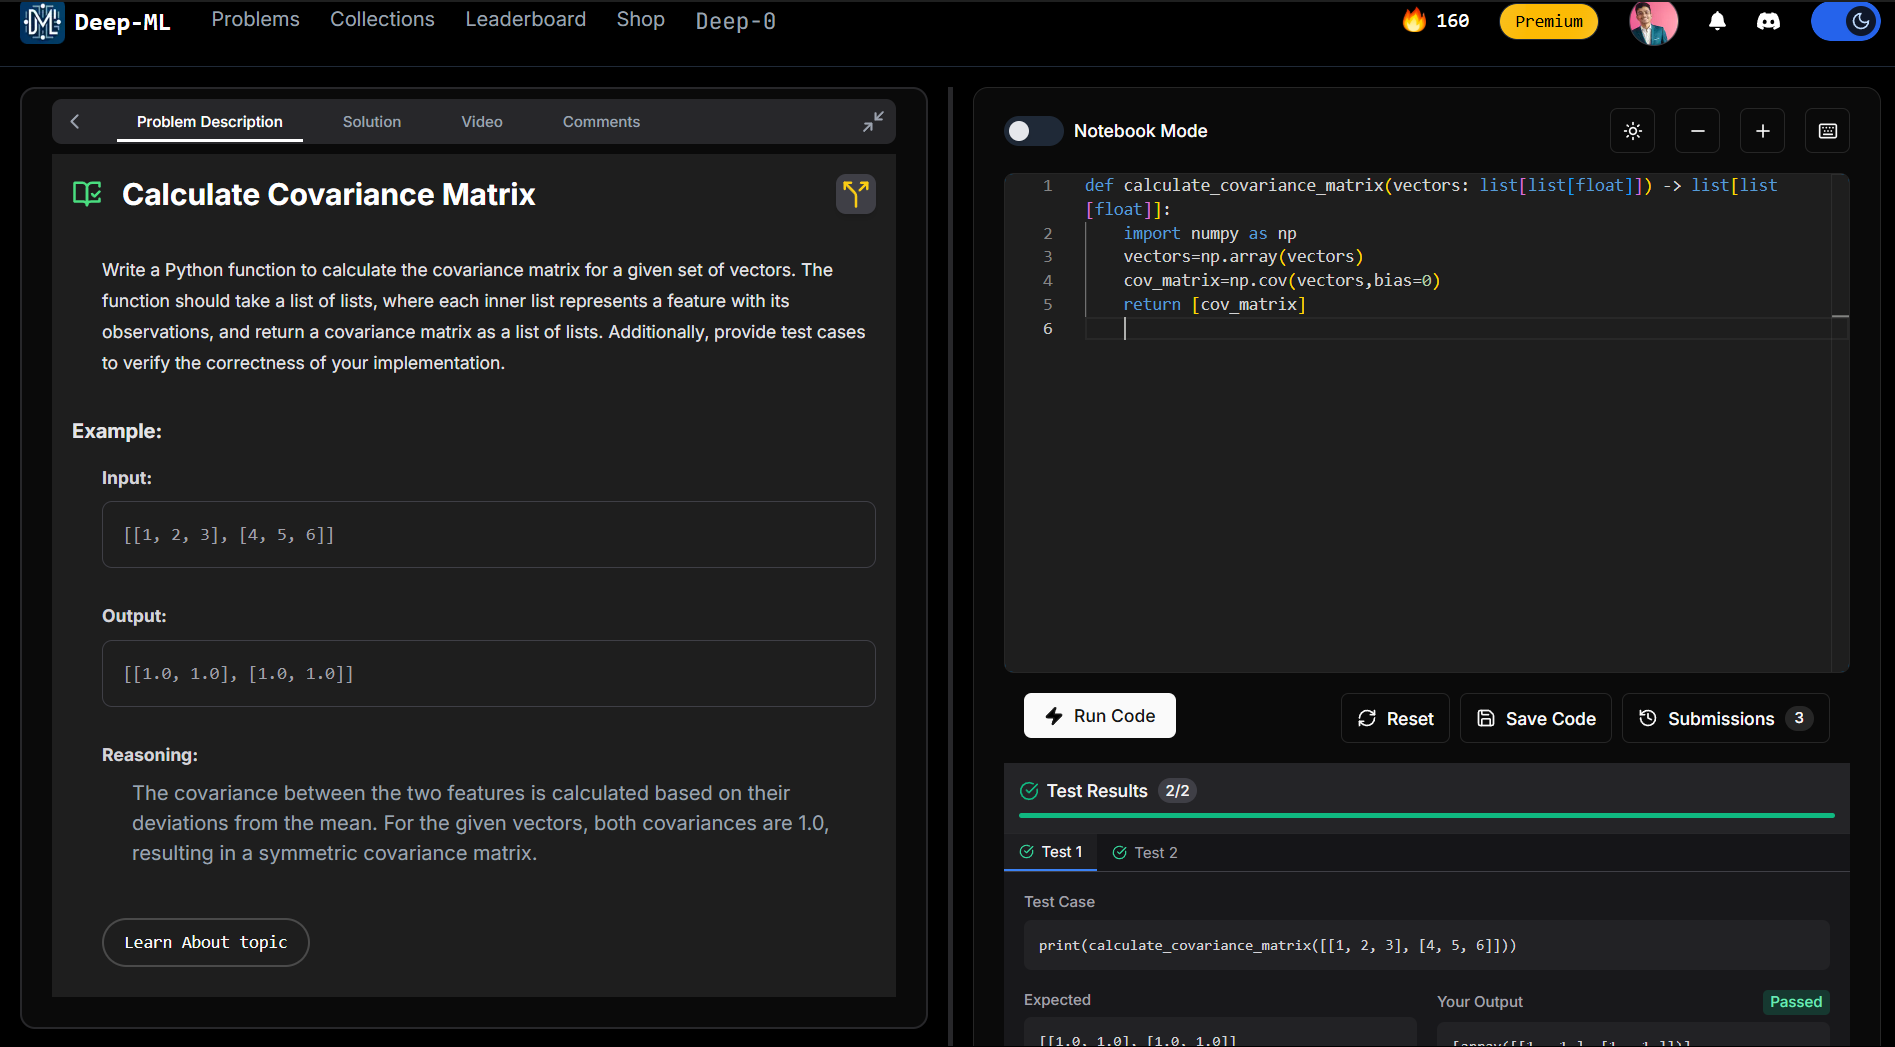 DML Deep-ML Problems Collections Leaderboard Shop Deep-0 160 Premium
Problem Description Solution Video Comments
Calculate Covariance Matrix
Write a Python function to calculate the covariance matrix for a given set of vectors. The
function should take a list of lists, where each inner list represents a feature with its
observations, and return a covariance matrix as a list of lists. Additionally, provide test cases
to verify the correctness of your implementation.
Example:
Input:
[[1, 2, 3], [4, 5, 6]]
Output:
[[1.0, 1.0], [1.0, 1.0]]
Reasoning:
The covariance between the two features is calculated based on their
deviations from the mean. For the given vectors, both covariances are 1.0,
resulting in a symmetric covariance matrix.
Learn About topic
Notebook Mode
1 def calculate_covariance_matrix(vectors: list[list[float]]) -> list[list
[float]]:
2 import numpy as np
3 vectors=np.array(vectors)
4 cov_matrix=np.cov(vectors,bias=0)
5 return [cov_matrix]
6
Run Code Reset Save Code Submissions 3
Test Results 2/2
Test 1 Test 2
Test Case
print(calculate_covariance_matrix([[1, 2, 3], [4, 5, 6]]))
Expected Your Output Passed
[[1.0, 1.0], [1.0, 1.0]]